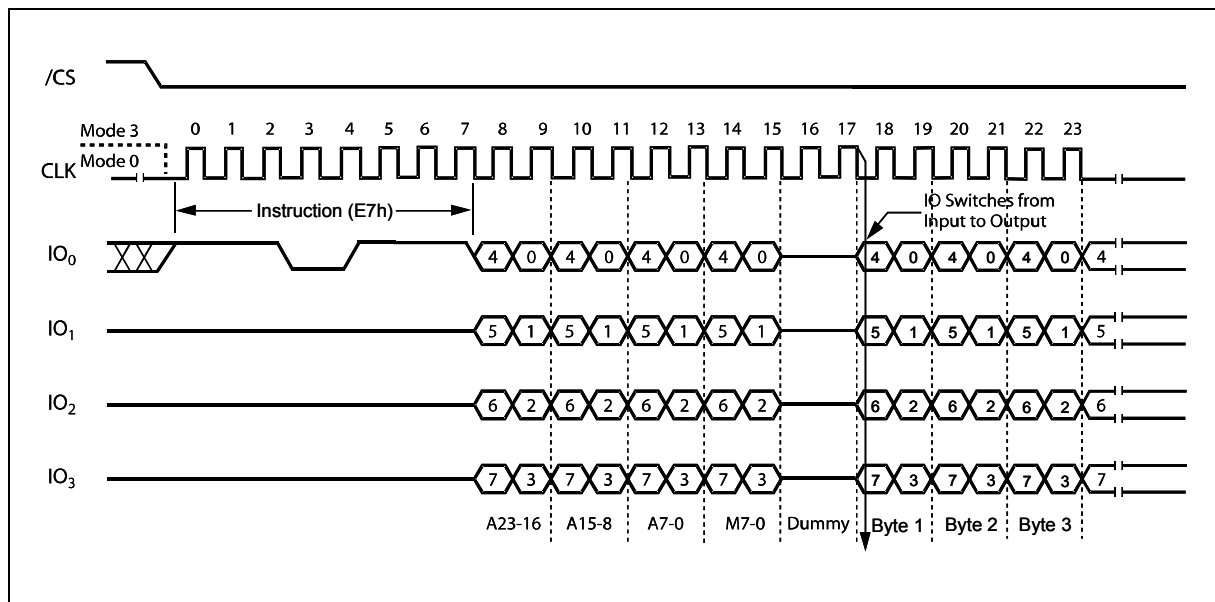 /CS
Mode 3
0 1 2 3 4 5 6 7 8 9 10 11 12 13 14 15 16 17 18 19 20 21 22 23
Mode 0
CLK
Instruction (E7h)
IO Switches from
Input to Output
IO0
4 0 4 0 4 0 4 0 4 0 4 0 4 0 4
IO1
5 1 5 1 5 1 5 1 5 1 5 1 5 1 5
IO2
6 2 6 2 6 2 6 2 6 2 6 2 6 2 6
IO3
7 3 7 3 7 3 7 3 7 3 7 3 7 3 7
A23-16 A15-8 A7-0 M7-0 Dummy Byte 1 Byte 2 Byte 3